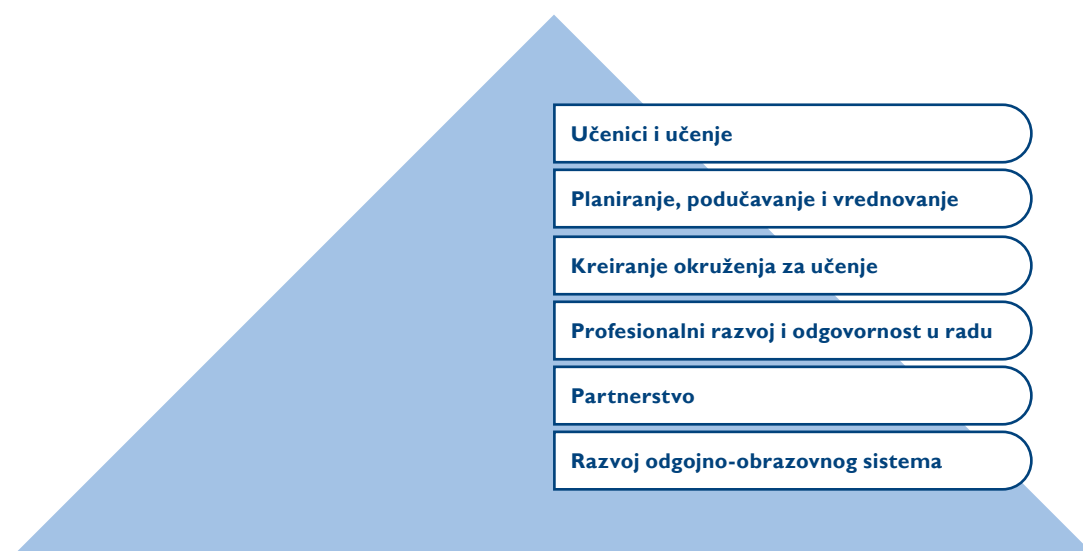 Učenici i učenje
Planiranje, podučavanje i vrednovanje
Kreiranje okruženja za učenje
Profesionalni razvoj i odgovornost u radu
Partnerstvo
Razvoj odgojno-obrazovnog sistema